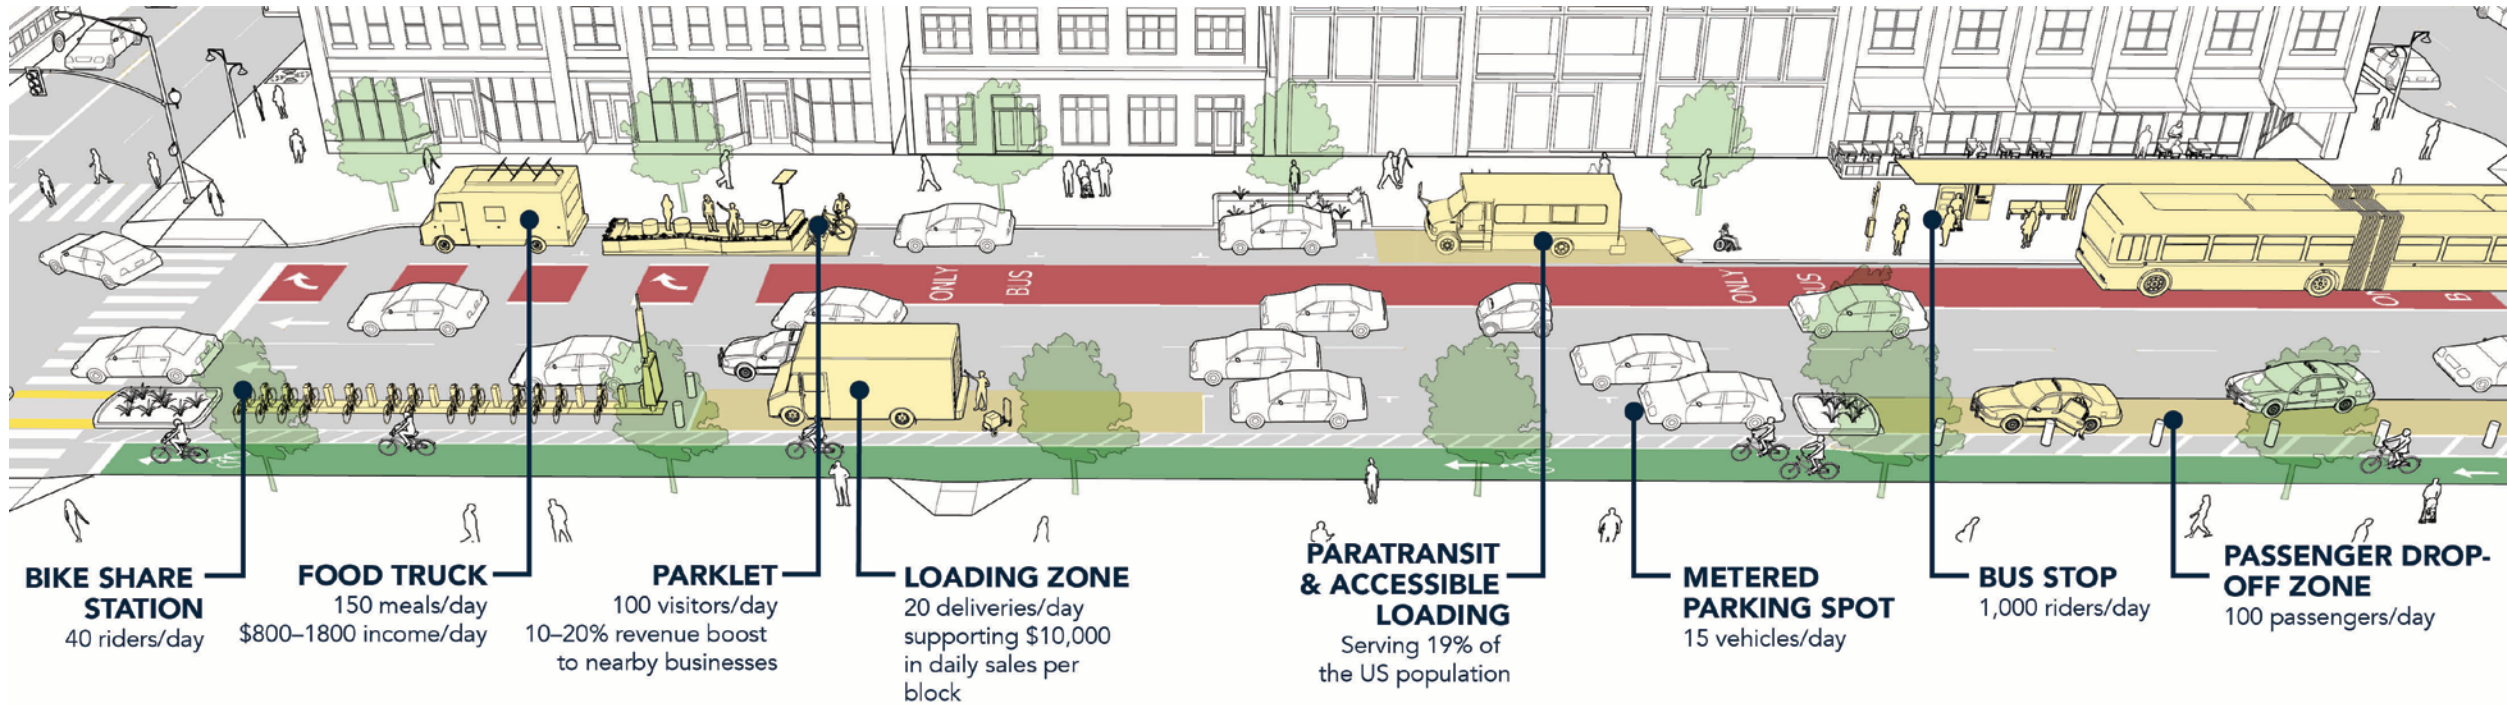 ONLY
BUS
ONLY
BUS
BIKE SHARE
STATION
40 riders/day
FOOD TRUCK
150 meals/day
$800–1800 income/day
PARKLET
100 visitors/day
10–20% revenue boost
to nearby businesses
LOADING ZONE
20 deliveries/day
supporting $10,000
in daily sales per
block
PARATRANSIT
& ACCESSIBLE
LOADING
Serving 19% of
the US population
METERED
PARKING SPOT
15 vehicles/day
BUS STOP
1,000 riders/day
PASSENGER DROP-
OFF ZONE
100 passengers/day